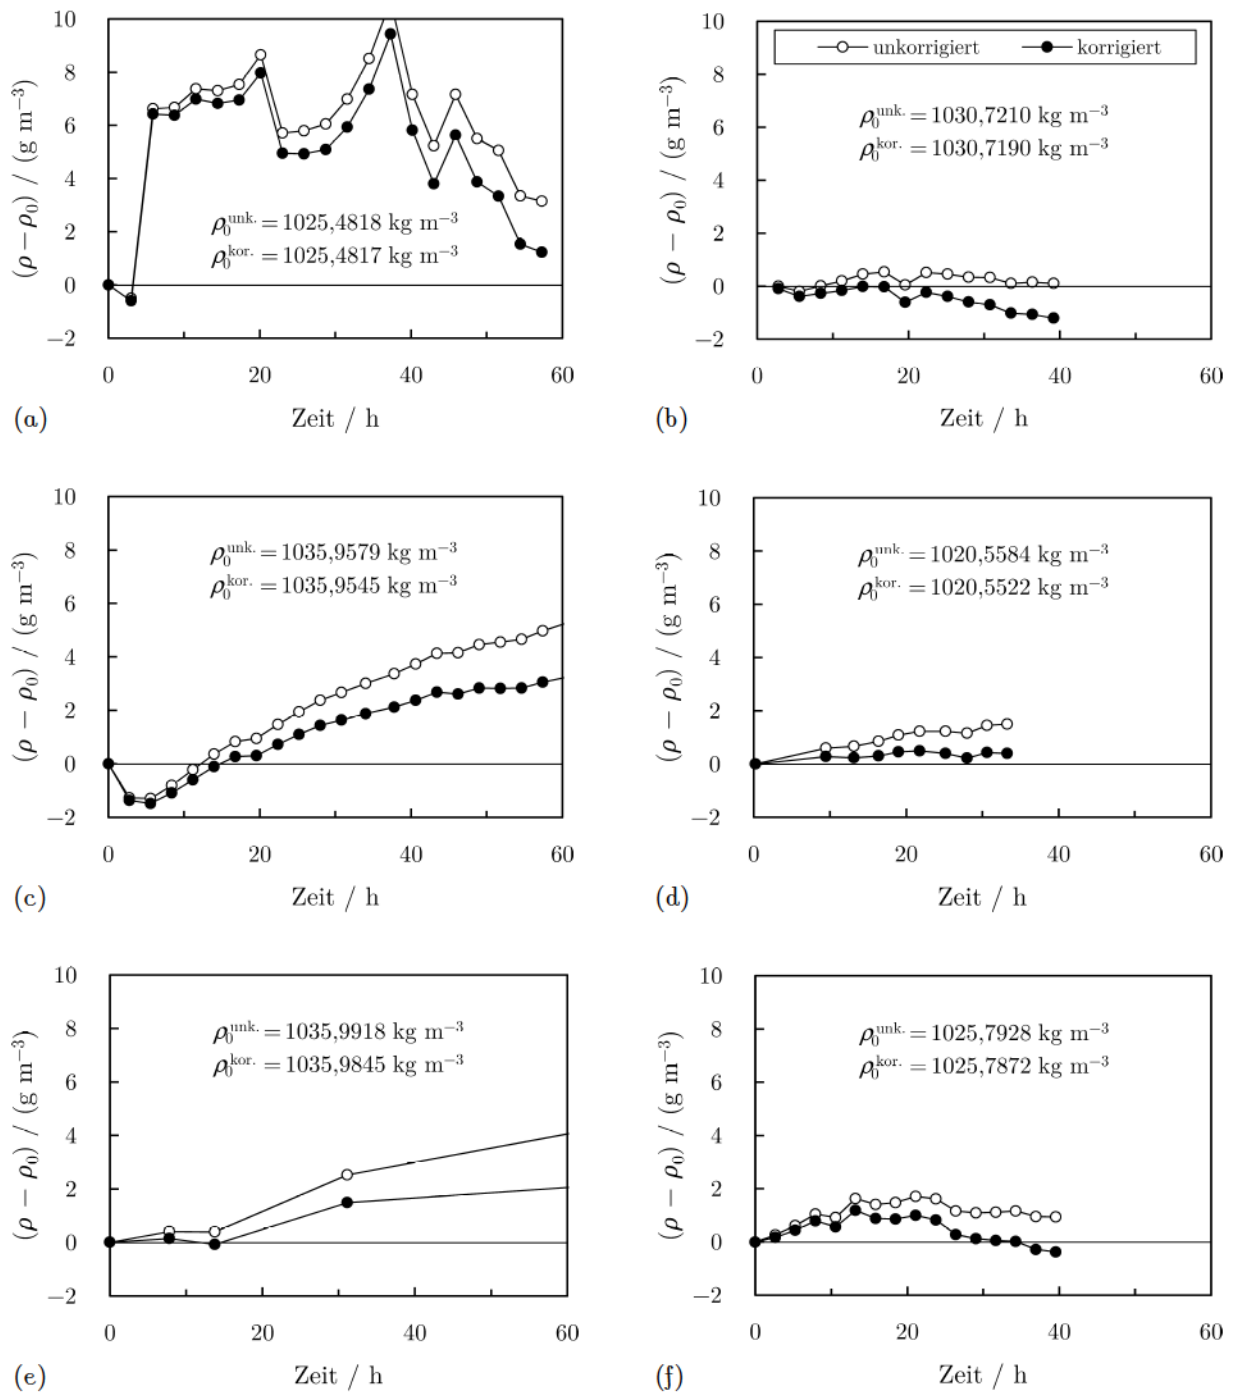 10
8
6
4
2
0
−2
(ρ − ρ₀) / (g m⁻³)
ρ₀ᵘⁿᵏ· = 1025,4818 kg m⁻³
ρ₀ᵏᵒʳ· = 1025,4817 kg m⁻³
0 20 40 60
(a) Zeit / h
10
8
6
4
2
0
−2
(ρ − ρ₀) / (g m⁻³)
unkorrigiert korrigiert
ρ₀ᵘⁿᵏ· = 1030,7210 kg m⁻³
ρ₀ᵏᵒʳ· = 1030,7190 kg m⁻³
0 20 40 60
(b) Zeit / h
10
8
6
4
2
0
−2
(ρ − ρ₀) / (g m⁻³)
ρ₀ᵘⁿᵏ· = 1035,9579 kg m⁻³
ρ₀ᵏᵒʳ· = 1035,9545 kg m⁻³
0 20 40 60
(c) Zeit / h
10
8
6
4
2
0
−2
(ρ − ρ₀) / (g m⁻³)
ρ₀ᵘⁿᵏ· = 1020,5584 kg m⁻³
ρ₀ᵏᵒʳ· = 1020,5522 kg m⁻³
0 20 40 60
(d) Zeit / h
10
8
6
4
2
0
−2
(ρ − ρ₀) / (g m⁻³)
ρ₀ᵘⁿᵏ· = 1035,9918 kg m⁻³
ρ₀ᵏᵒʳ· = 1035,9845 kg m⁻³
0 20 40 60
(e) Zeit / h
10
8
6
4
2
0
−2
(ρ − ρ₀) / (g m⁻³)
ρ₀ᵘⁿᵏ· = 1025,7928 kg m⁻³
ρ₀ᵏᵒʳ· = 1025,7872 kg m⁻³
0 20 40 60
(f) Zeit / h